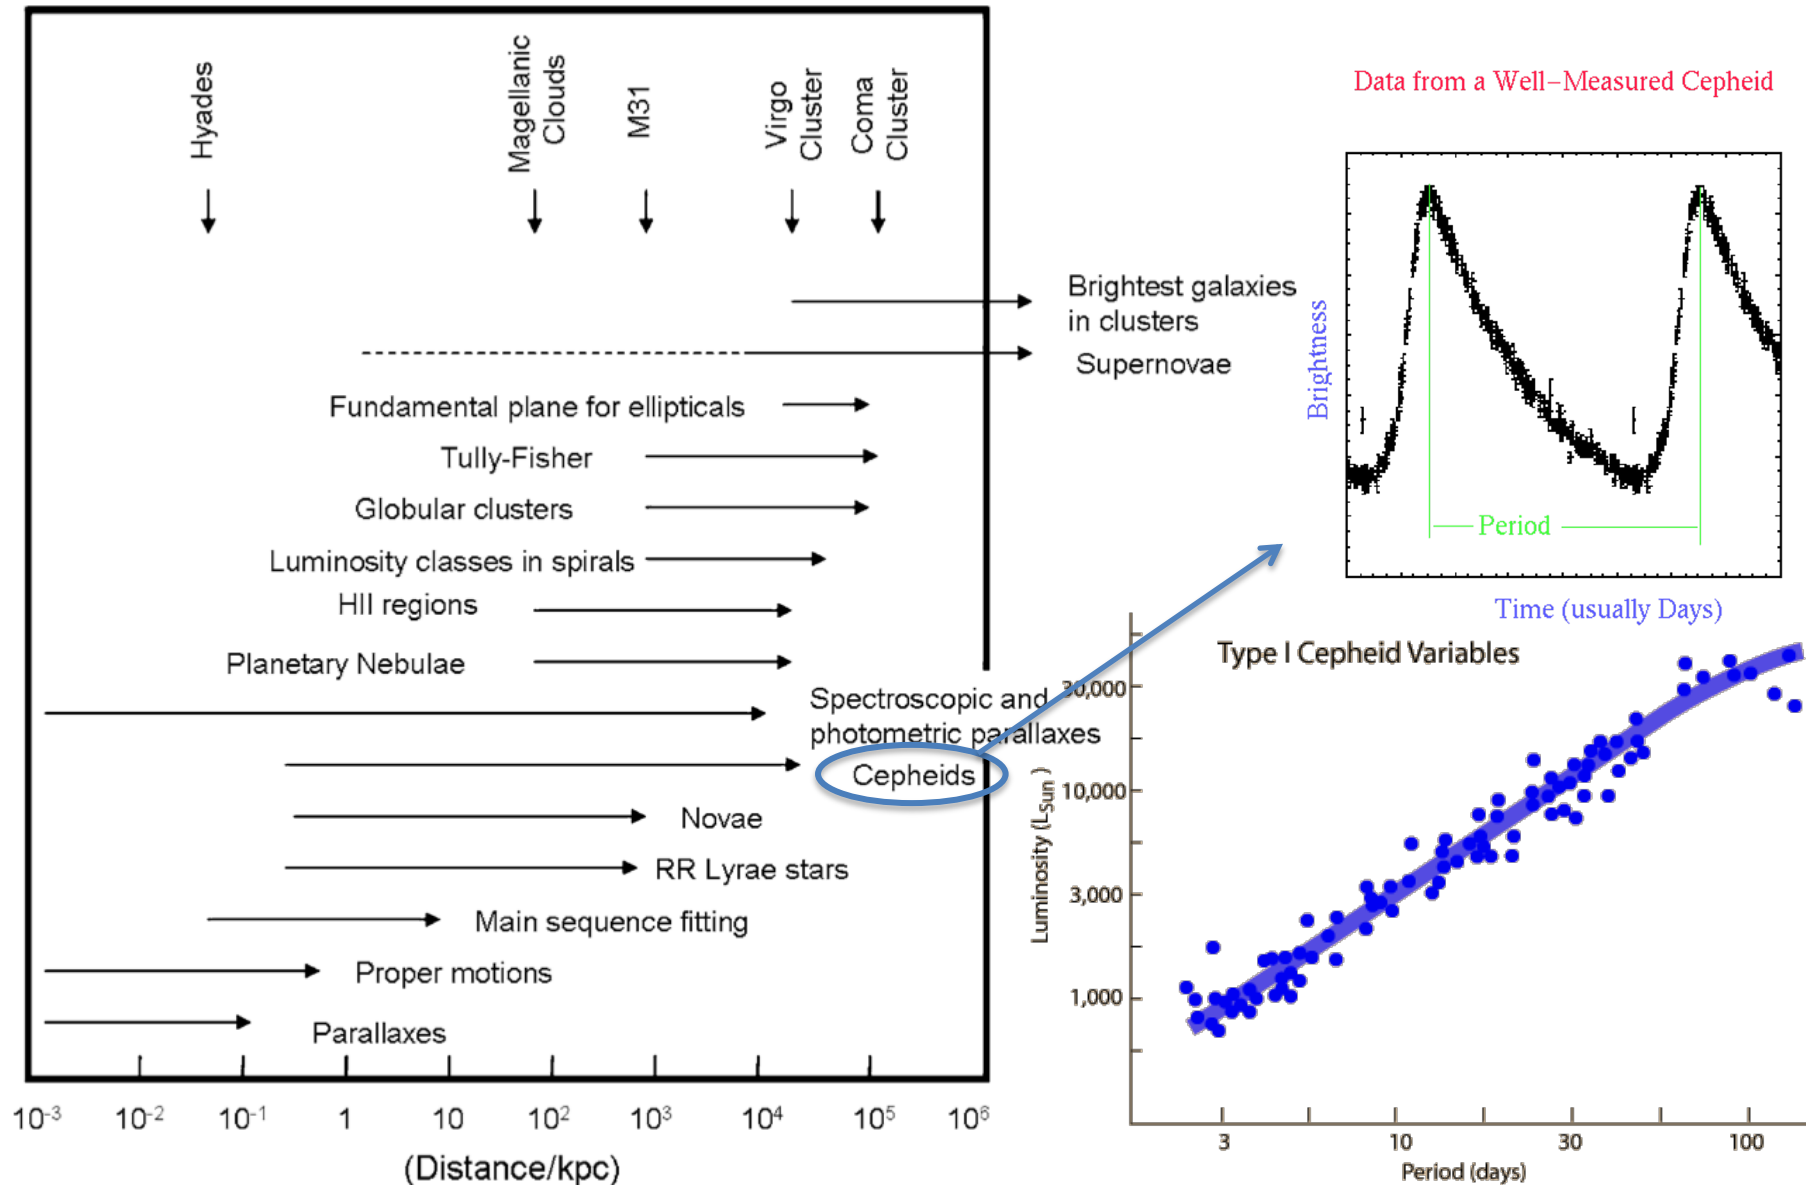 Hyades
Magellanic
Clouds
M31
Virgo
Cluster
Coma
Cluster
Brightest galaxies
in clusters
Supernovae
Fundamental plane for ellipticals
Tully-Fisher
Globular clusters
Luminosity classes in spirals
HII regions
Planetary Nebulae
Spectroscopic and
photometric parallaxes
Cepheids
Novae
RR Lyrae stars
Main sequence fitting
Proper motions
Parallaxes
10⁻³ 10⁻² 10⁻¹ 1 10 10² 10³ 10⁴ 10⁵ 10⁶
(Distance/kpc)
Data from a Well-Measured Cepheid
Brightness
Period
Time (usually Days)
Type I Cepheid Variables
Luminosity (LSun)
30,000
10,000
3,000
1,000
3 10 30 100
Period (days)